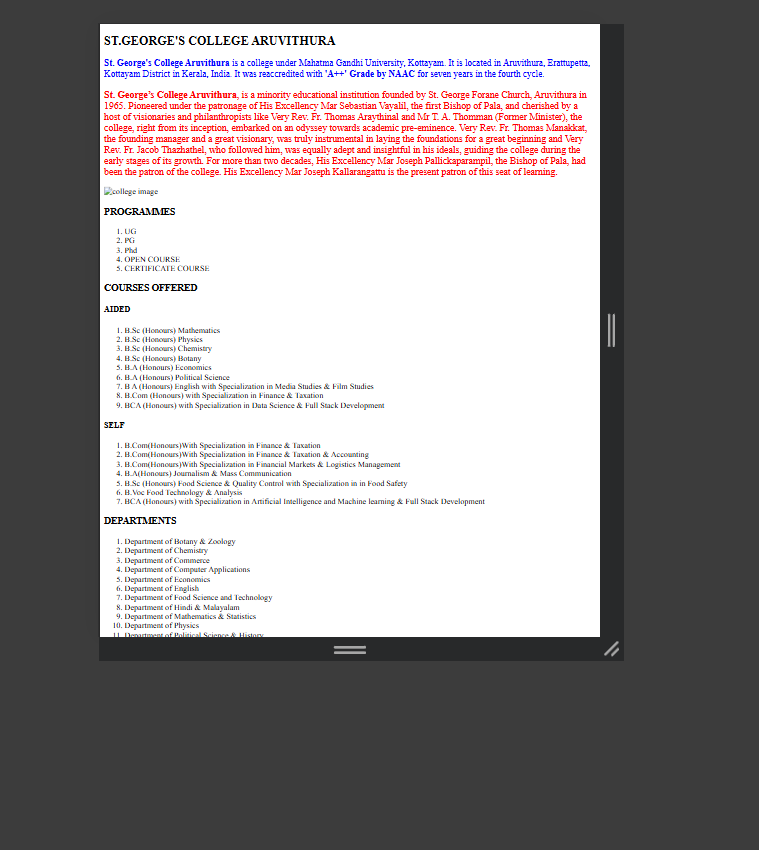 ST.GEORGE'S COLLEGE ARUVITHURA
St. George's College Aruvithura is a college under Mahatma Gandhi University, Kottayam. It is located in Aruvithura, Erattupetta,
Kottayam District in Kerala, India. It was reaccredited with 'A++' Grade by NAAC for seven years in the fourth cycle.
St. George's College Aruvithura, is a minority educational institution founded by St. George Forane Church, Aruvithura in
1965. Pioneered under the patronage of His Excellency Mar Sebastian Vayalil, the first Bishop of Pala, and cherished by a
host of visionaries and philanthropists like Very Rev. Fr. Thomas Araythinal and Mr T. A. Thomman (Former Minister), the
college, right from its inception, embarked on an odyssey towards academic pre-eminence. Very Rev. Fr. Thomas Manakkat,
the founding manager and a great visionary, was truly instrumental in laying the foundations for a great beginning and Very
Rev. Fr. Jacob Thazhathel, who followed him, was equally adept and insightful in his ideals, guiding the college during the
early stages of its growth. For more than two decades, His Excellency Mar Joseph Pallickaparampil, the Bishop of Pala, had
been the patron of the college. His Excellency Mar Joseph Kallarangattu is the present patron of this seat of learning.
college image
PROGRAMMES
1. UG
2. PG
3. Phd
4. OPEN COURSE
5. CERTIFICATE COURSE
COURSES OFFERED
AIDED
1. B.Sc (Honours) Mathematics
2. B.Sc (Honours) Physics
3. B.Sc (Honours) Chemistry
4. B.Sc (Honours) Botany
5. B.A (Honours) Economics
6. B.A (Honours) Political Science
7. B A (Honours) English with Specialization in Media Studies & Film Studies
8. B.Com (Honours) with Specialization in Finance & Taxation
9. BCA (Honours) with Specialization in Data Science & Full Stack Development
SELF
1. B.Com(Honours)With Specialization in Finance & Taxation
2. B.Com(Honours)With Specialization in Finance & Taxation & Accounting
3. B.Com(Honours)With Specialization in Financial Markets & Logistics Management
4. B.A(Honours) Journalism & Mass Communication
5. B.Sc (Honours) Food Science & Quality Control with Specialization in in Food Safety
6. B.Voc Food Technology & Analysis
7. BCA (Honours) with Specialization in Artificial Intelligence and Machine learning & Full Stack Development
DEPARTMENTS
1. Department of Botany & Zoology
2. Department of Chemistry
3. Department of Commerce
4. Department of Computer Applications
5. Department of Economics
6. Department of English
7. Department of Food Science and Technology
8. Department of Hindi & Malayalam
9. Department of Mathematics & Statistics
10. Department of Physics
11. Department of Political Science & History